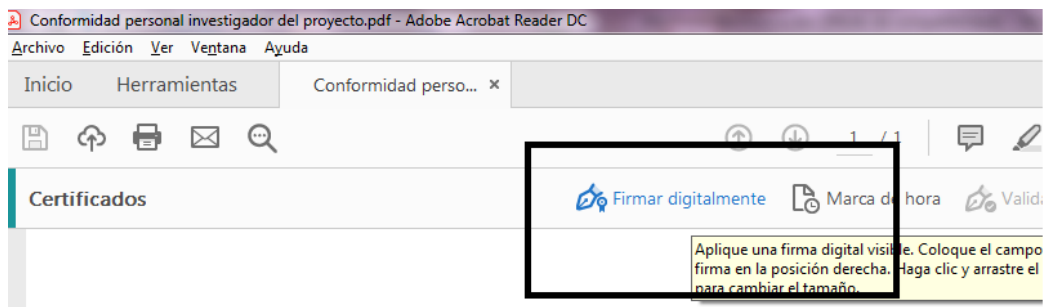 Conformidad personal investigador del proyecto.pdf - Adobe Acrobat Reader DC
Archivo Edición Ver Ventana Ayuda
Inicio Herramientas Conformidad perso... ×
1 / 1
Certificados Firmar digitalmente Marca de hora Valida
Aplique una firma digital visible. Coloque el campo
firma en la posición derecha. Haga clic y arrastre el
para cambiar el tamaño.